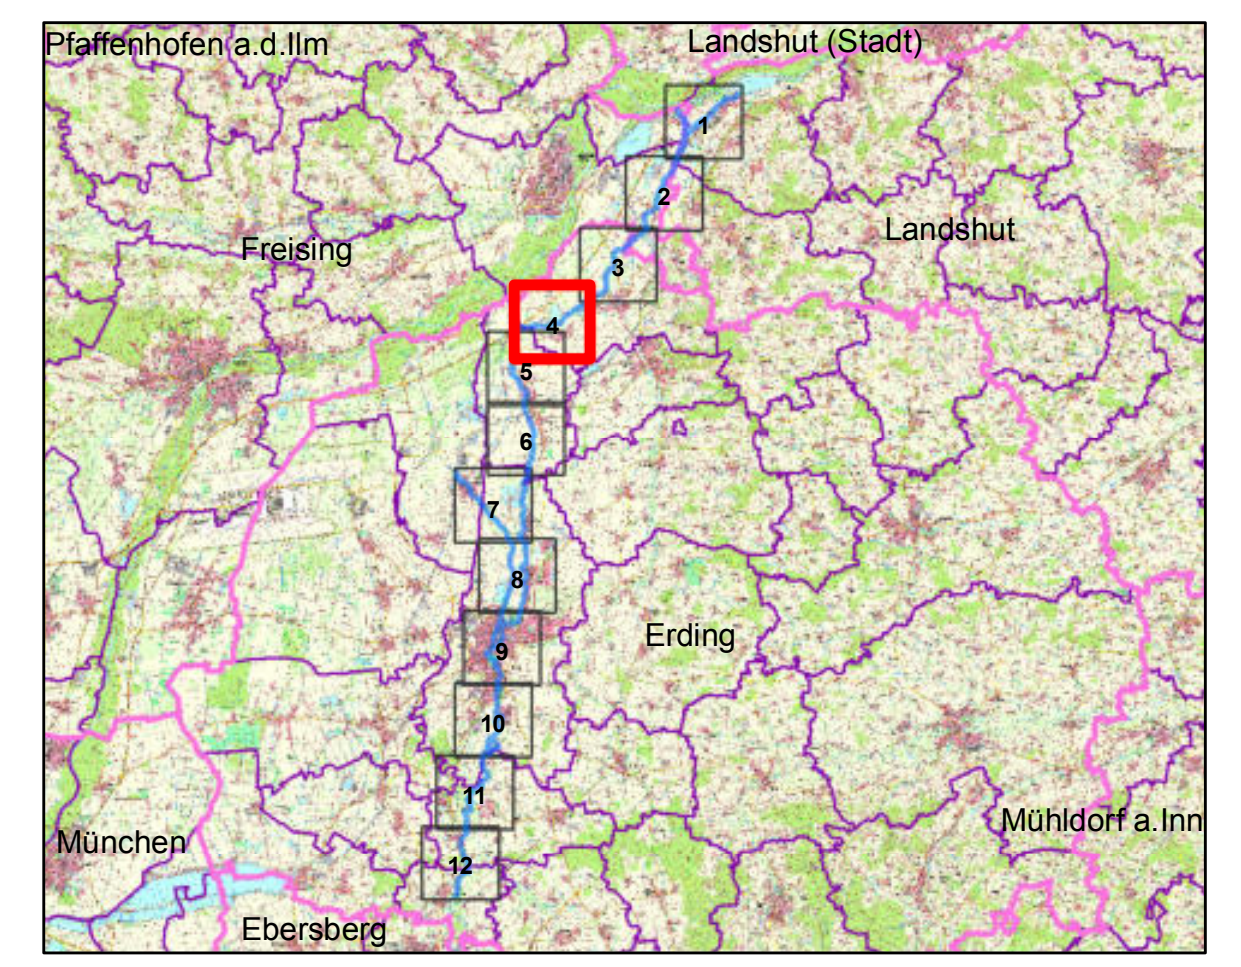 Pfaffenhofen a.d.Ilm
Landshut (Stadt)
1
2
Landshut
Freising
3
4
5
6
7
8
Erding
9
10
11
Mühldorf a.Inn
München
12
Ebersberg